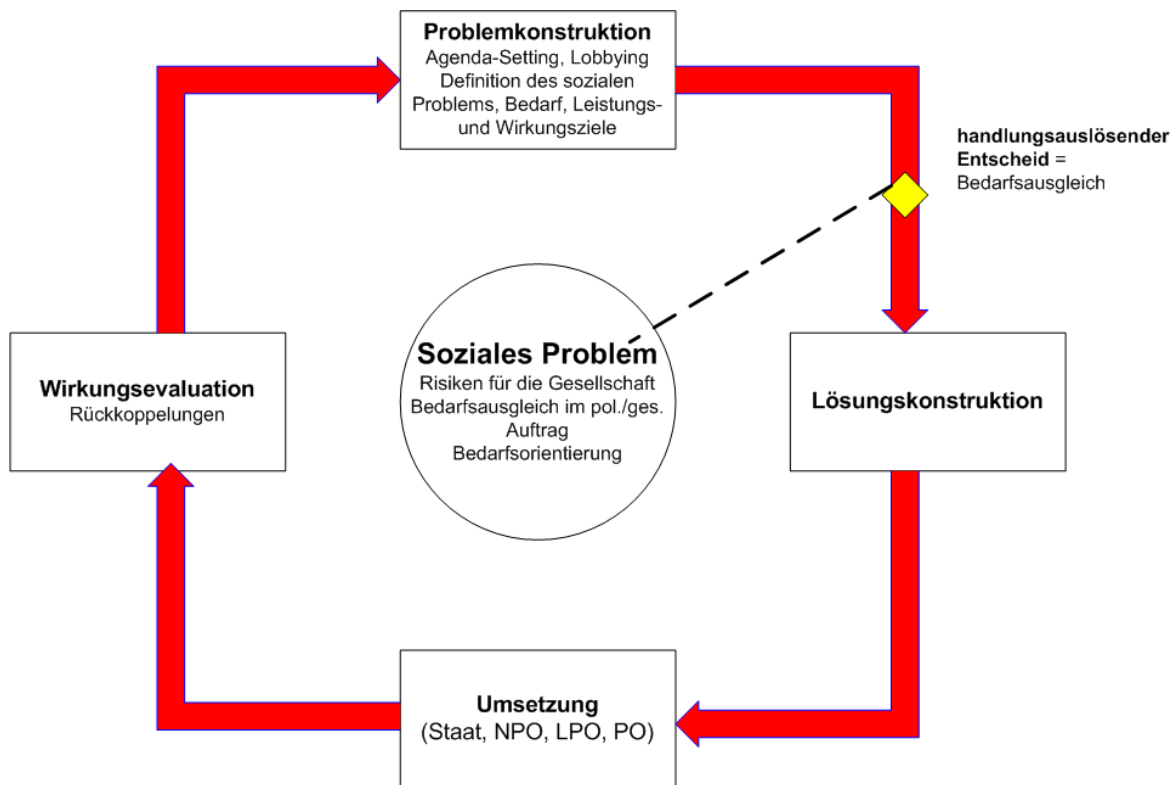 Problemkonstruktion
Agenda-Setting, Lobbying
Definition des sozialen
Problems, Bedarf, Leistungs-
und Wirkungsziele
handlungsauslösender
Entscheid =
Bedarfsausgleich
Soziales Problem
Risiken für die Gesellschaft
Bedarfsausgleich im pol./ges.
Auftrag
Bedarfsorientierung
Wirkungsevaluation
Rückkoppelungen
Lösungskonstruktion
Umsetzung
(Staat, NPO, LPO, PO)